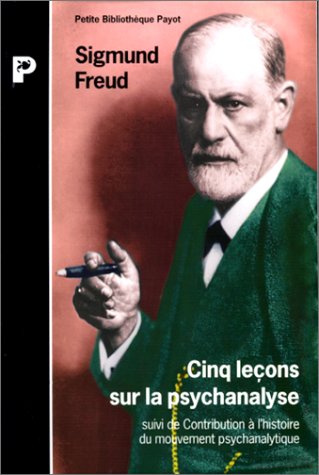 Petite Bibliothèque Payot
P
Sigmund
Freud
Cinq leçons
sur la psychanalyse
suivi de Contribution à l'histoire
du mouvement psychanalytique